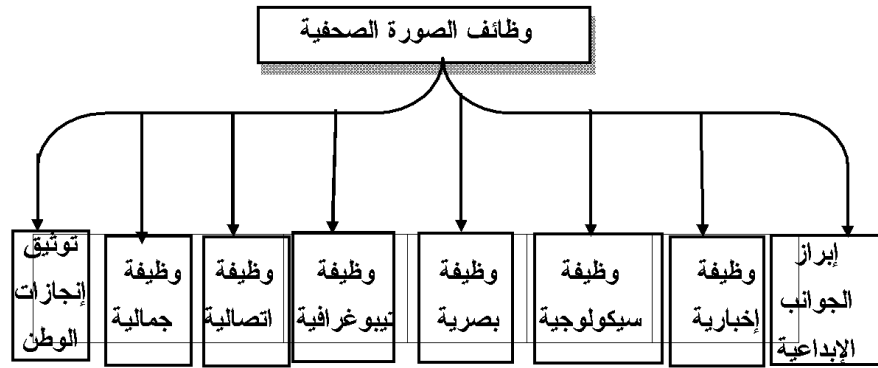 وظائف الصورة الصحفية
إبراز
الجوانب
الإبداعية
وظيفة
إخبارية
وظيفة
سيكولوجية
وظيفة
بصرية
وظيفة
تيبوغرافية
وظيفة
اتصالية
وظيفة
جمالية
توثيق
إنجازات
الوطن